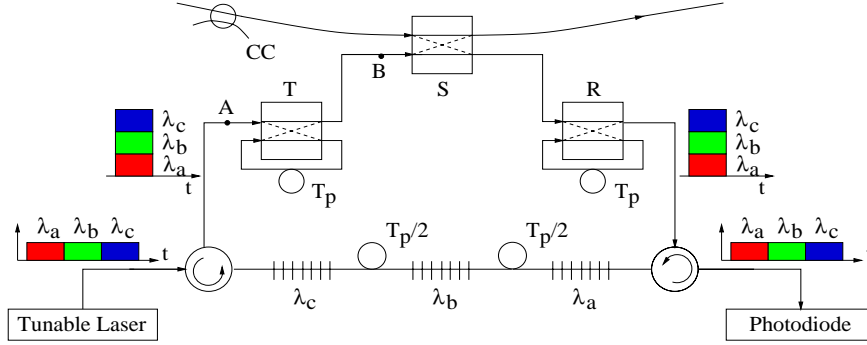 CC
B
S
T
R
A
λc
λb
λa
t
Tp
Tp
λc
λb
λa
t
λa λb λc t
Tp/2
Tp/2
λa λb λc t
λc
λb
λa
Tunable Laser
Photodiode